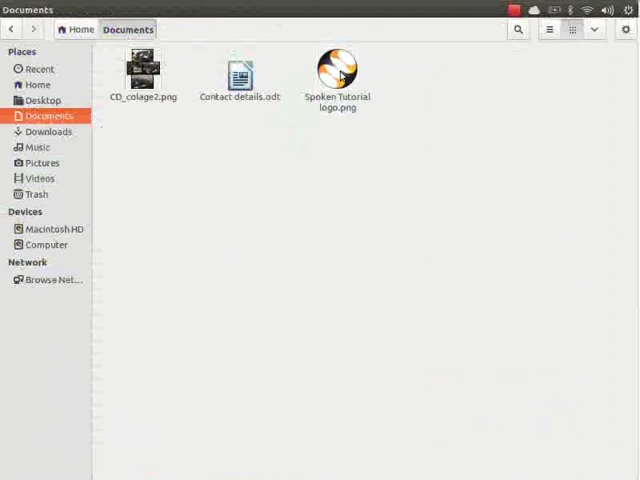 Documents
Home
Documents
Places
Recent
Home
Desktop
Documents
Downloads
Music
Pictures
Videos
Trash
Devices
Macintosh HD
Computer
Network
Browse Net...
CD_colage2.png
Contact details.odt
Spoken Tutorial
logo.png